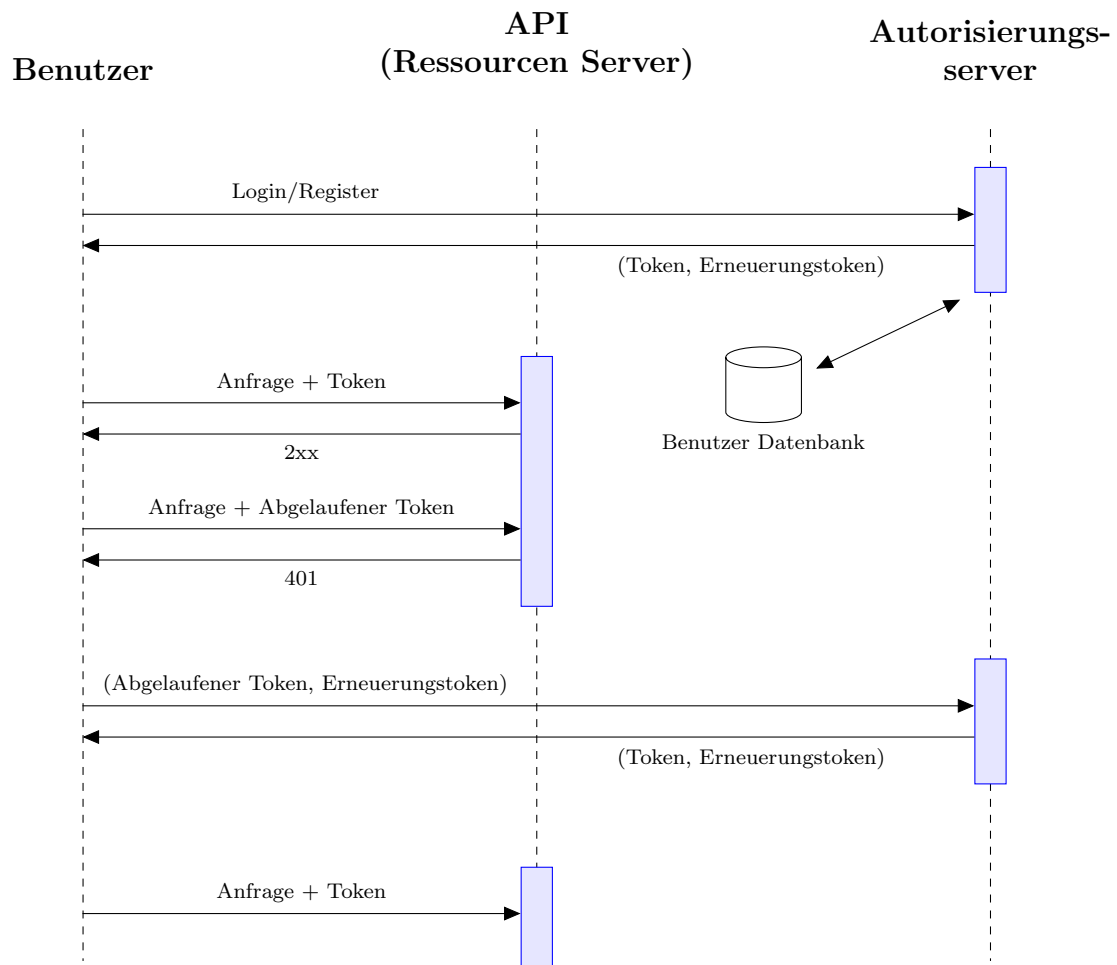 Benutzer
API
(Ressourcen Server)
Autorisierungs-
server
Login/Register
(Token, Erneuerungstoken)
Anfrage + Token
2xx
Benutzer Datenbank
Anfrage + Abgelaufener Token
401
(Abgelaufener Token, Erneuerungstoken)
(Token, Erneuerungstoken)
Anfrage + Token